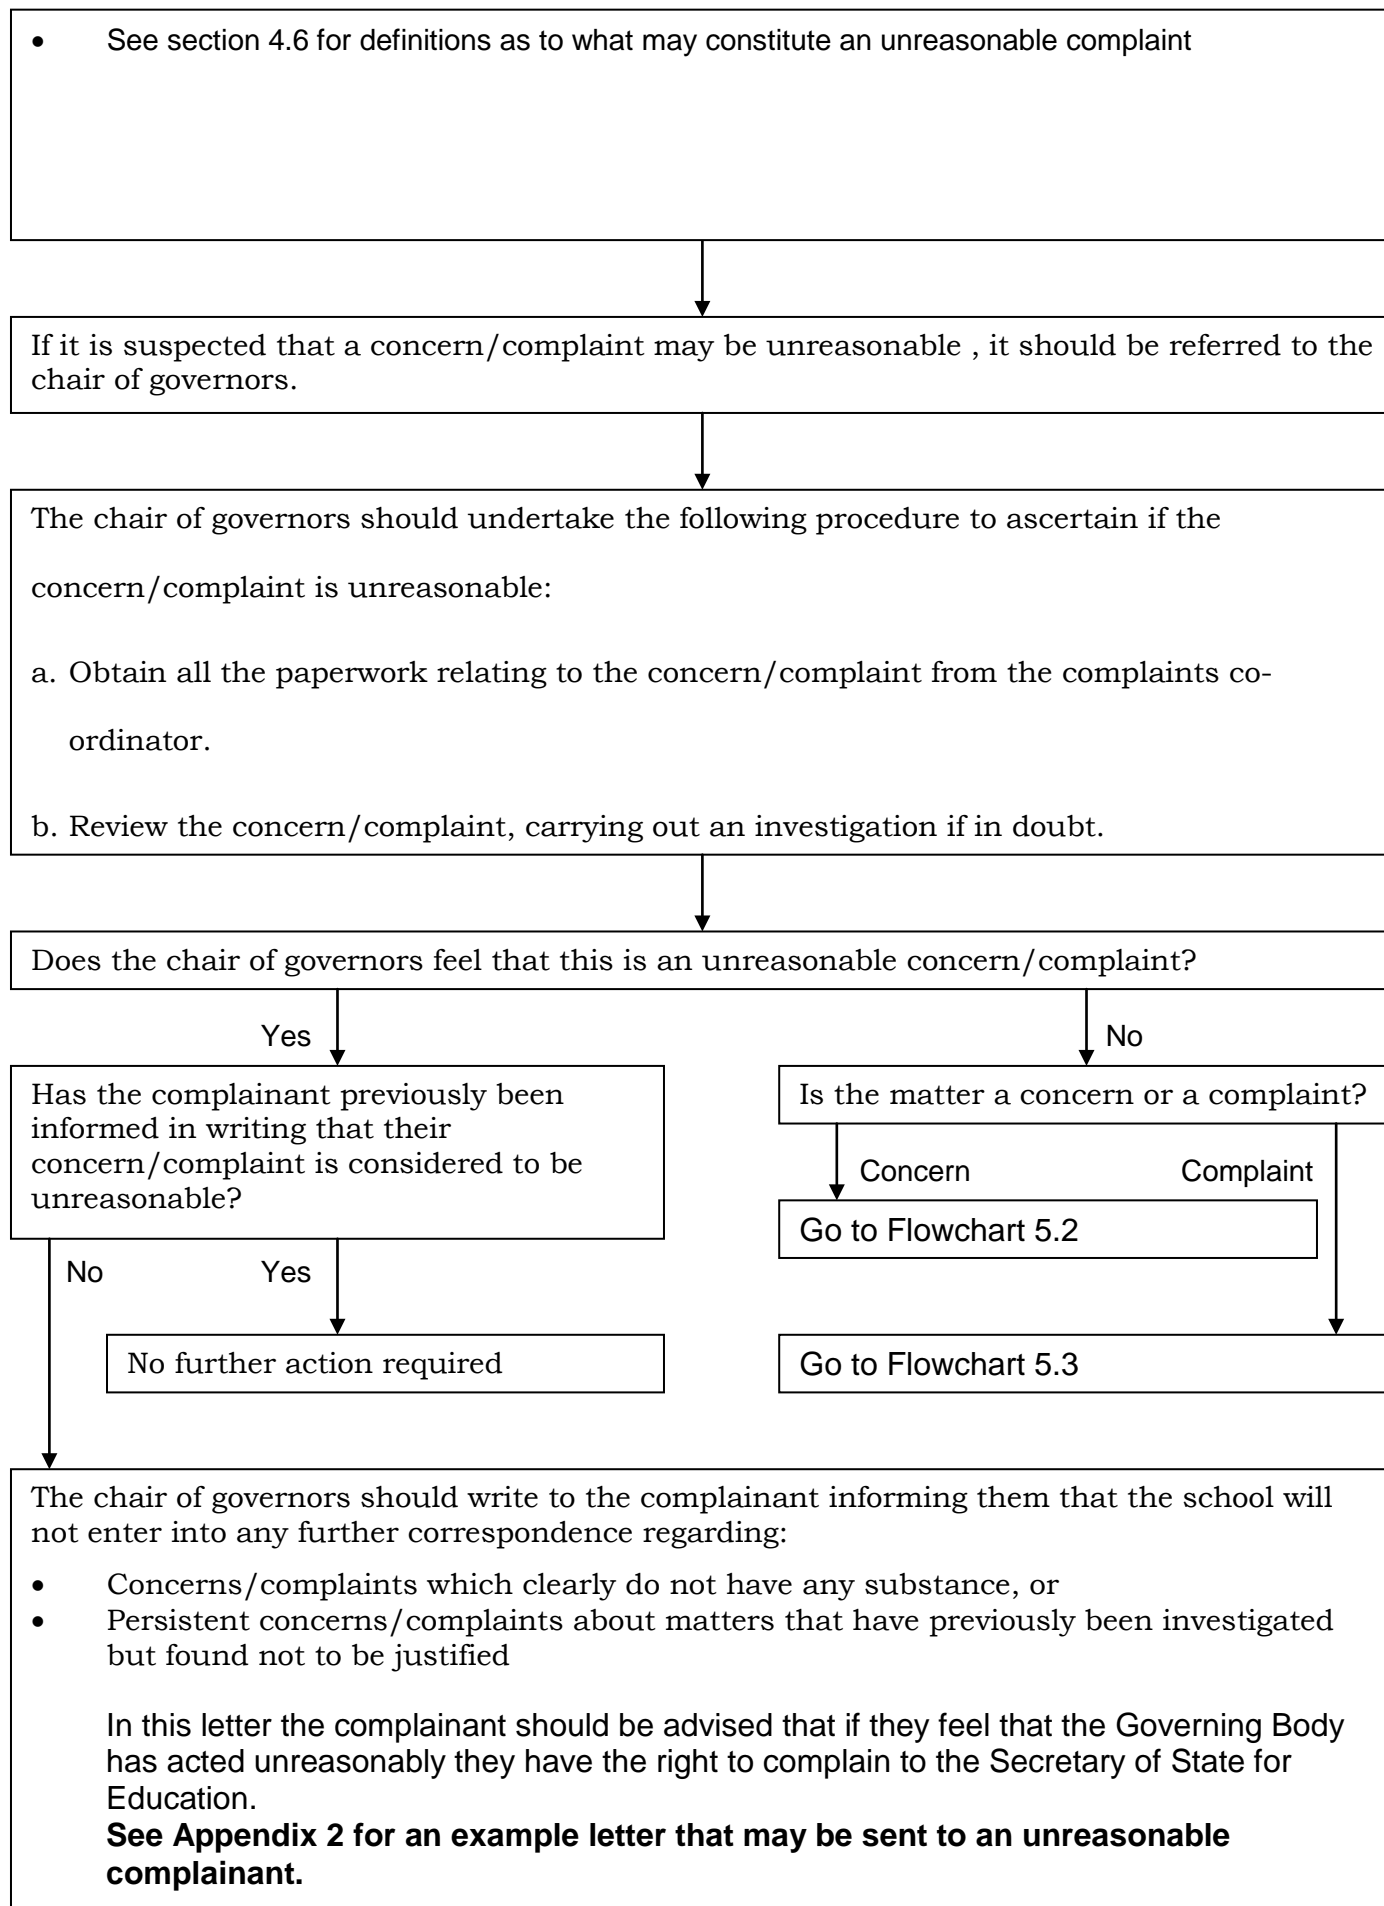 • See section 4.6 for definitions as to what may constitute an unreasonable complaint
If it is suspected that a concern/complaint may be unreasonable , it should be referred to the
chair of governors.
The chair of governors should undertake the following procedure to ascertain if the
concern/complaint is unreasonable:
a. Obtain all the paperwork relating to the concern/complaint from the complaints co-
ordinator.
b. Review the concern/complaint, carrying out an investigation if in doubt.
Does the chair of governors feel that this is an unreasonable concern/complaint?
Yes
No
Has the complainant previously been
informed in writing that their
concern/complaint is considered to be
unreasonable?
Is the matter a concern or a complaint?
Concern
Complaint
Go to Flowchart 5.2
No
Yes
No further action required
Go to Flowchart 5.3
The chair of governors should write to the complainant informing them that the school will
not enter into any further correspondence regarding:
• Concerns/complaints which clearly do not have any substance, or
• Persistent concerns/complaints about matters that have previously been investigated
but found not to be justified
In this letter the complainant should be advised that if they feel that the Governing Body
has acted unreasonably they have the right to complain to the Secretary of State for
Education.
See Appendix 2 for an example letter that may be sent to an unreasonable
complainant.